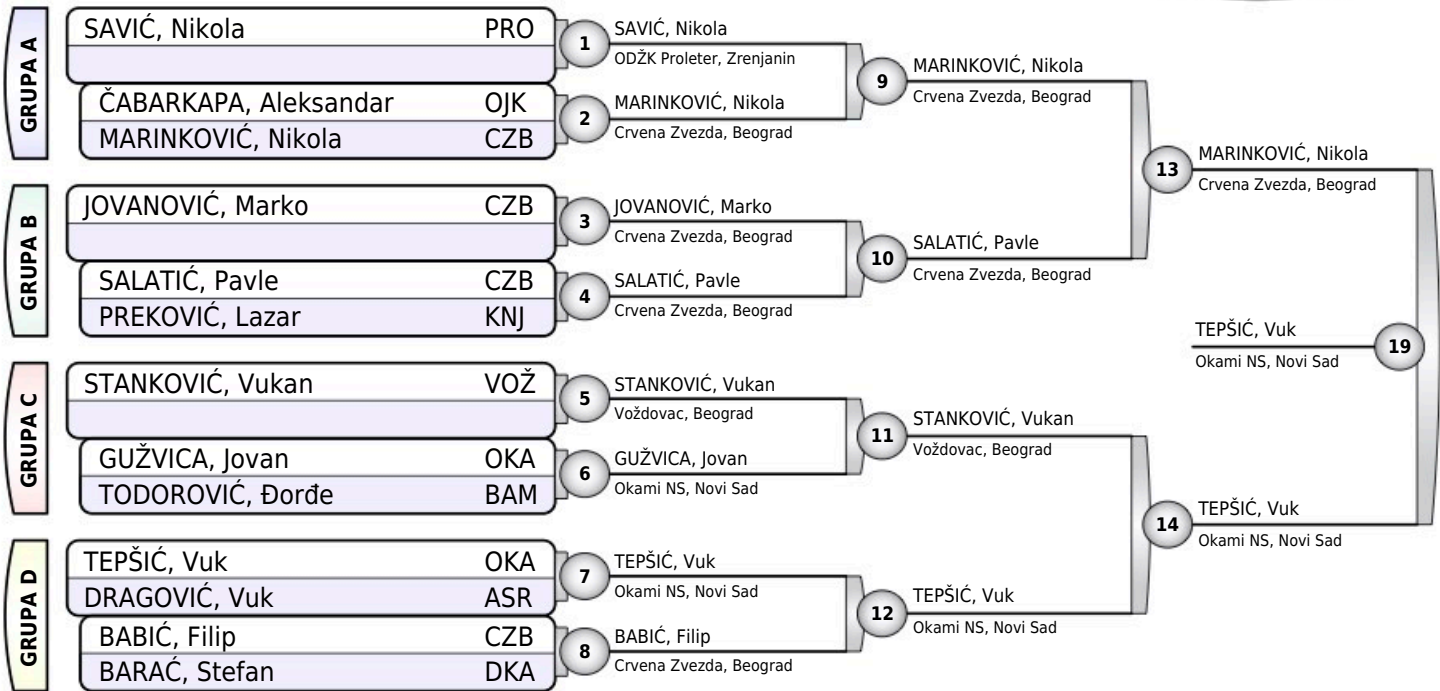 GRUPA A
SAVIĆ, Nikola PRO
ČABARKAPA, Aleksandar OJK
MARINKOVIĆ, Nikola CZB
GRUPA B
JOVANOVIĆ, Marko CZB
SALATIĆ, Pavle CZB
PREKOVIĆ, Lazar KNJ
GRUPA C
STANKOVIĆ, Vukan VOŽ
GUŽVICA, Jovan OKA
TODOROVIĆ, Đorđe BAM
GRUPA D
TEPŠIĆ, Vuk OKA
DRAGOVIĆ, Vuk ASR
BABIĆ, Filip CZB
BARAĆ, Stefan DKA
1
SAVIĆ, Nikola
ODŽK Proleter, Zrenjanin
2
MARINKOVIĆ, Nikola
Crvena Zvezda, Beograd
3
JOVANOVIĆ, Marko
Crvena Zvezda, Beograd
4
SALATIĆ, Pavle
Crvena Zvezda, Beograd
5
STANKOVIĆ, Vukan
Voždovac, Beograd
6
GUŽVICA, Jovan
Okami NS, Novi Sad
7
TEPŠIĆ, Vuk
Okami NS, Novi Sad
8
BABIĆ, Filip
Crvena Zvezda, Beograd
9
MARINKOVIĆ, Nikola
Crvena Zvezda, Beograd
10
SALATIĆ, Pavle
Crvena Zvezda, Beograd
11
STANKOVIĆ, Vukan
Voždovac, Beograd
12
TEPŠIĆ, Vuk
Okami NS, Novi Sad
13
MARINKOVIĆ, Nikola
Crvena Zvezda, Beograd
14
TEPŠIĆ, Vuk
Okami NS, Novi Sad
TEPŠIĆ, Vuk
Okami NS, Novi Sad
19